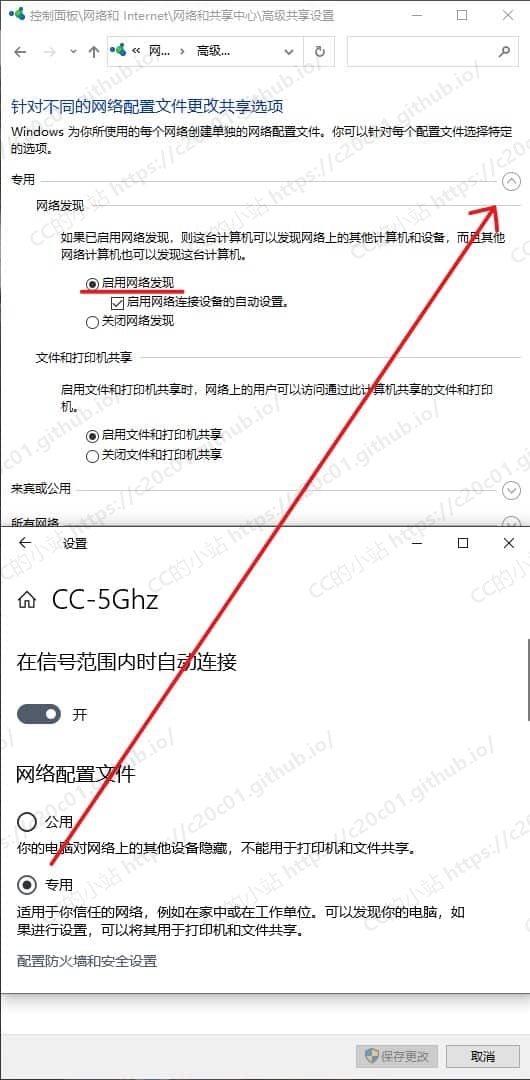 控制面板\网络和 Internet\网络和共享中心\高级共享设置
« 网... › 高级...
针对不同的网络配置文件更改共享选项
Windows 为你所使用的每个网络创建单独的网络配置文件。你可以针对每个配置文件选择特定
的选项。
专用
网络发现
如果已启用网络发现，则这台计算机可以发现网络上的其他计算机和设备，而且其他
网络计算机也可以发现这台计算机。
启用网络发现
启用网络连接设备的自动设置。
关闭网络发现
文件和打印机共享
启用文件和打印机共享时，网络上的用户可以访问通过此计算机共享的文件和打印
机。
启用文件和打印机共享
关闭文件和打印机共享
来宾或公用
所有网络
设置
CC-5Ghz
在信号范围内时自动连接
开
网络配置文件
公用
你的电脑对网络上的其他设备隐藏，不能用于打印机和文件共享。
专用
适用于你信任的网络，例如在家中或在工作单位。可以发现你的电脑，如
果进行设置，可以将其用于打印机和文件共享。
配置防火墙和安全设置
保存更改
取消
CC的小站 https://c20c01.github.io/